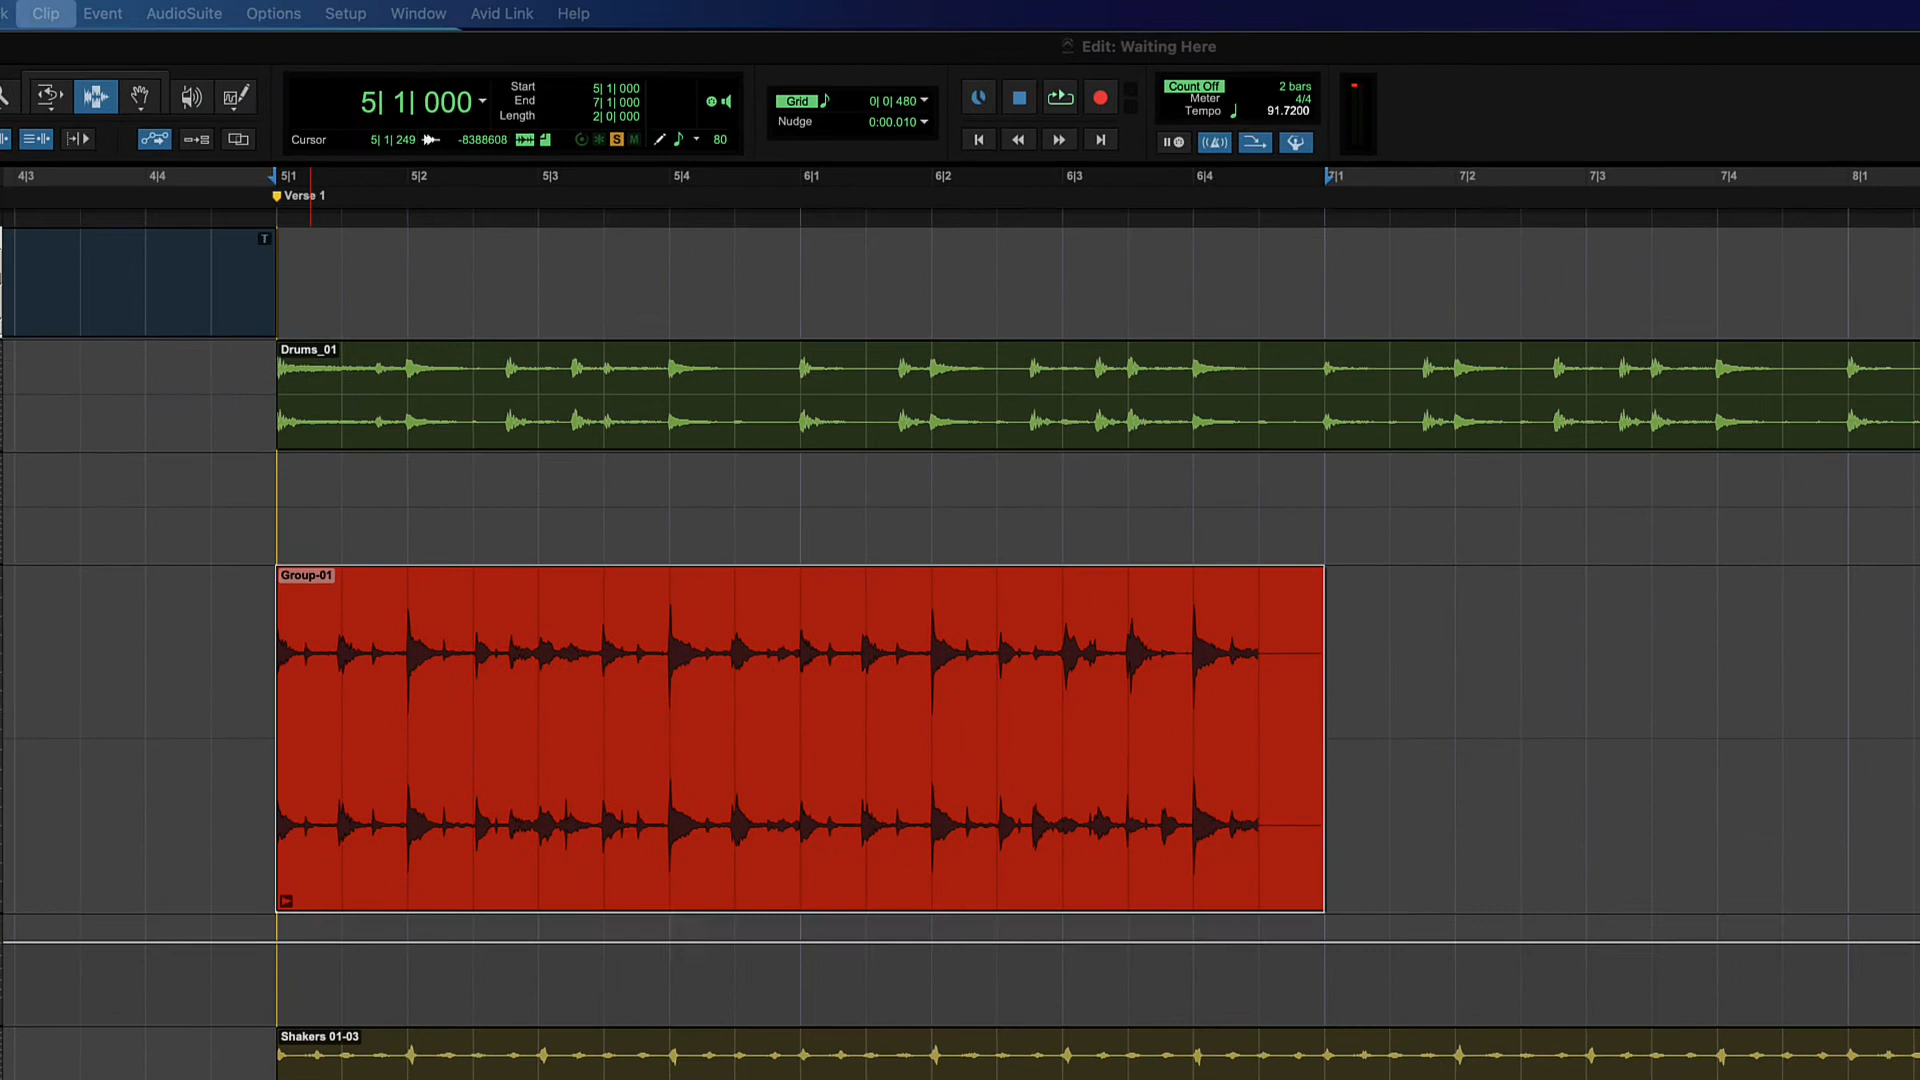 k Clip Event AudioSuite Options Setup Window Avid Link Help
Edit: Waiting Here
5| 1| 000
Start 5| 1| 000
End 7| 1| 000
Length 2| 0| 000
Cursor 5| 1| 249 -8388608 S M 80
Grid 0| 0| 480
Nudge 0:00.010
Count Off 2 bars
Meter 4/4
Tempo 91.7200
4|3 4|4 5|1 5|2 5|3 5|4 6|1 6|2 6|3 6|4 7|1 7|2 7|3 7|4 8|1
Verse 1
T
Drums_01
Group-01
Shakers 01-03